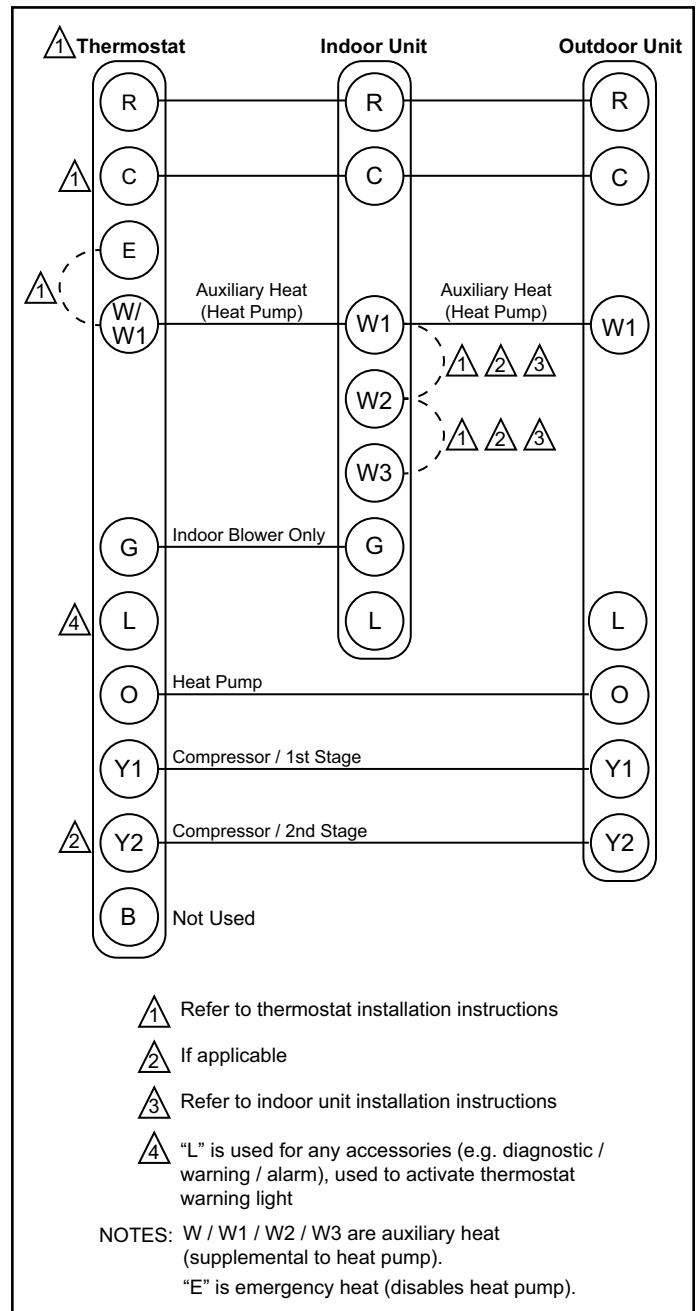 1 Thermostat Indoor Unit Outdoor Unit
R R R
1 C C C
E
1
Auxiliary Heat Auxiliary Heat
(Heat Pump) (Heat Pump)
W/ W1 W1
W1
1 2 3
W2
1 2 3
W3
G Indoor Blower Only G
4 L L L
O Heat Pump O
Y1 Compressor / 1st Stage Y1
2 Y2 Compressor / 2nd Stage Y2
B Not Used
1 Refer to thermostat installation instructions
2 If applicable
3 Refer to indoor unit installation instructions
4 “L” is used for any accessories (e.g. diagnostic /
warning / alarm), used to activate thermostat
warning light
NOTES: W / W1 / W2 / W3 are auxiliary heat
(supplemental to heat pump).
“E” is emergency heat (disables heat pump).